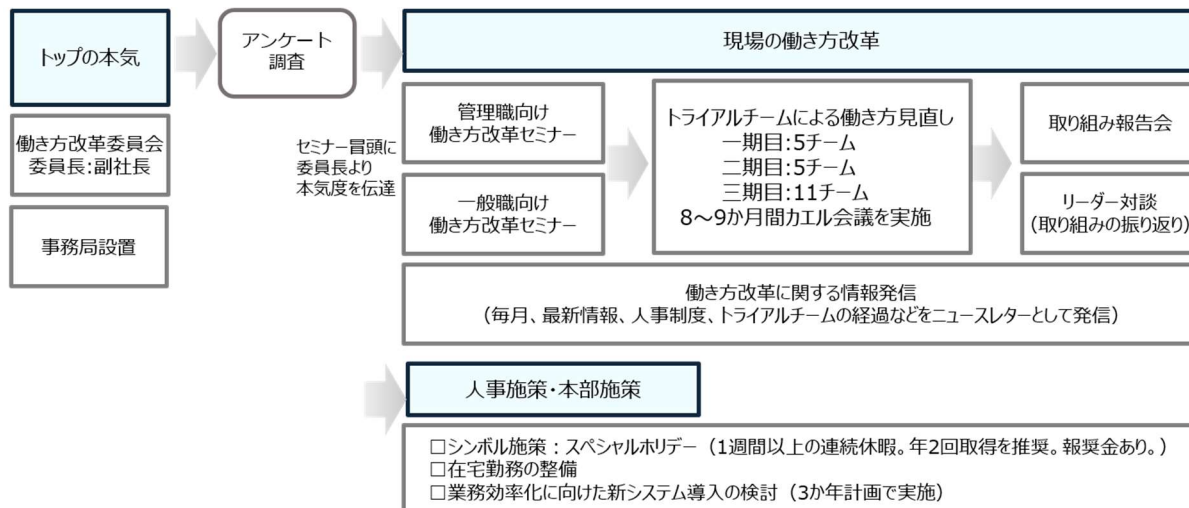 トップの本気
働き方改革委員会
委員長:副社長
事務局設置
アンケート
調査
現場の働き方改革
セミナー冒頭に
委員長より
本気度を伝達
管理職向け
働き方改革セミナー
一般職向け
働き方改革セミナー
トライアルチームによる働き方見直し
一期目:5チーム
二期目:5チーム
三期目:11チーム
8～9か月間カエル会議を実施
取り組み報告会
リーダー対談
(取り組みの振り返り)
働き方改革に関する情報発信
（毎月、最新情報、人事制度、トライアルチームの経過などをニュースレターとして発信）
人事施策・本部施策
□シンボル施策：スペシャルホリデー（1週間以上の連続休暇。年2回取得を推奨。報奨金あり。）
□在宅勤務の整備
□業務効率化に向けた新システム導入の検討（3か年計画で実施）